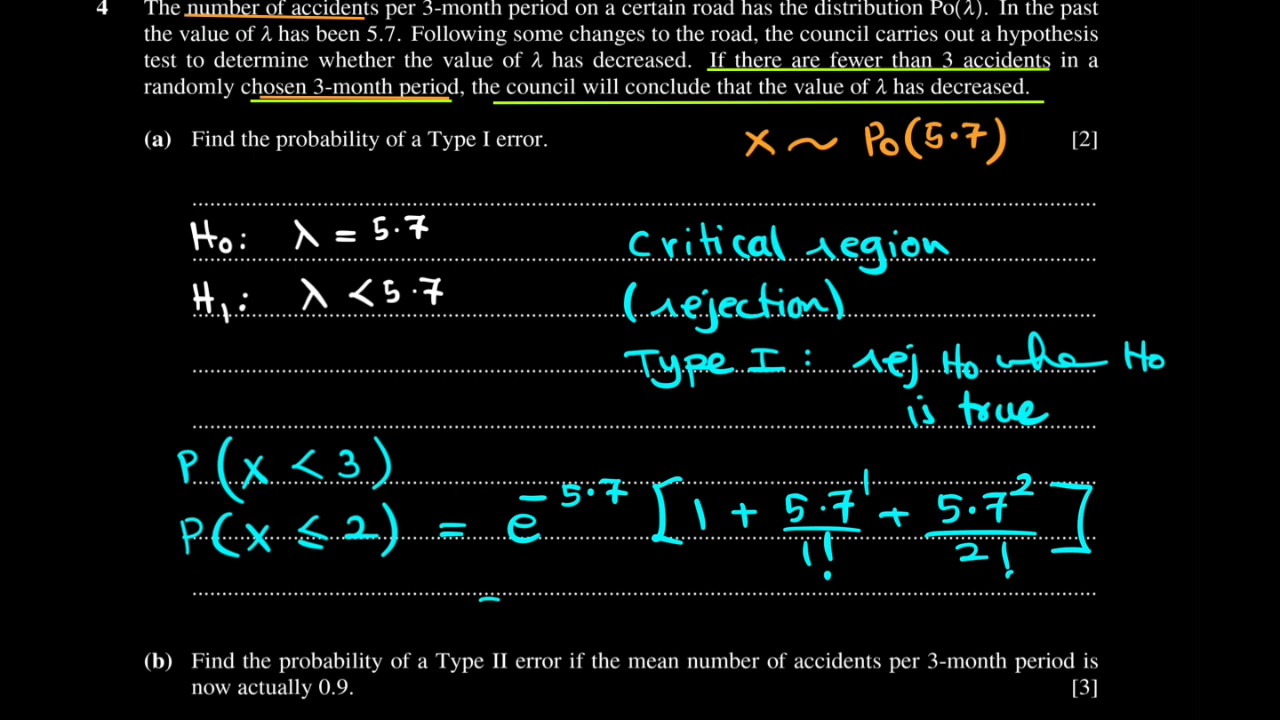 4 The number of accidents per 3-month period on a certain road has the distribution Po(λ). In the past
the value of λ has been 5.7. Following some changes to the road, the council carries out a hypothesis
test to determine whether the value of λ has decreased. If there are fewer than 3 accidents in a
randomly chosen 3-month period, the council will conclude that the value of λ has decreased.
(a) Find the probability of a Type I error. [2]
X ~ Po(5.7)
H₀: λ = 5.7
H₁: λ < 5.7
Critical region
(rejection)
Type I : rej H₀ when H₀
is true
P(X < 3)
P(X ≤ 2) = e^-5.7 [1 + 5.7^1/1! + 5.7^2/2!]
(b) Find the probability of a Type II error if the mean number of accidents per 3-month period is
now actually 0.9. [3]